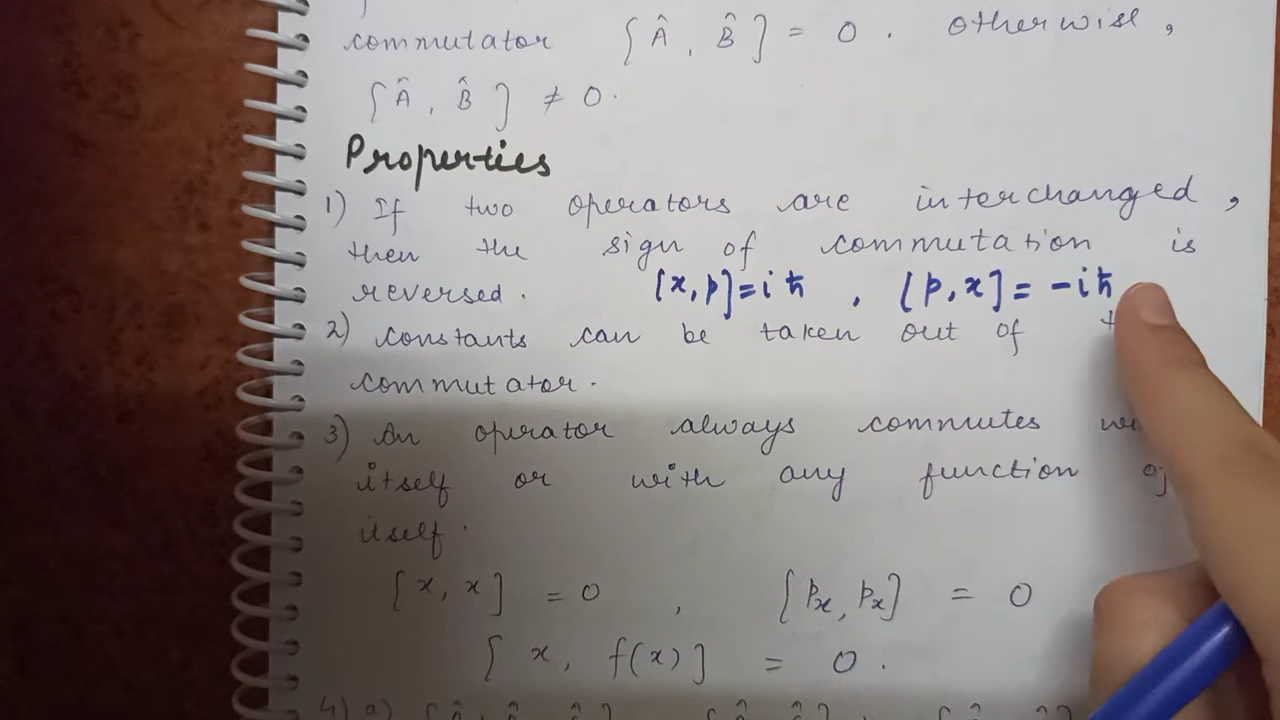 commutator [Â, B̂] = 0. otherwise,
[Â, B̂] ≠ 0.
Properties
1) If two operators are interchanged,
then the sign of commutation is
reversed. [x, p] = iħ, [p, x] = -iħ
2) constants can be taken out of
commutator.
3) An operator always commutes
itself or with any function
itself.
[x, x] = 0, [pₓ, pₓ] = 0
[x, f(x)] = 0.
4) a)